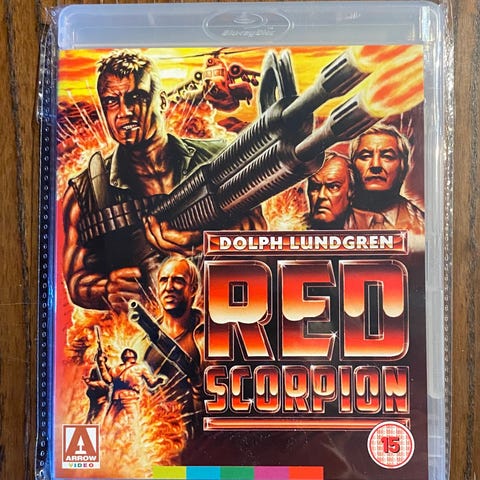 Blu-ray Disc
DOLPH LUNDGREN
RED
SCORPION
ARROW
VIDEO
15